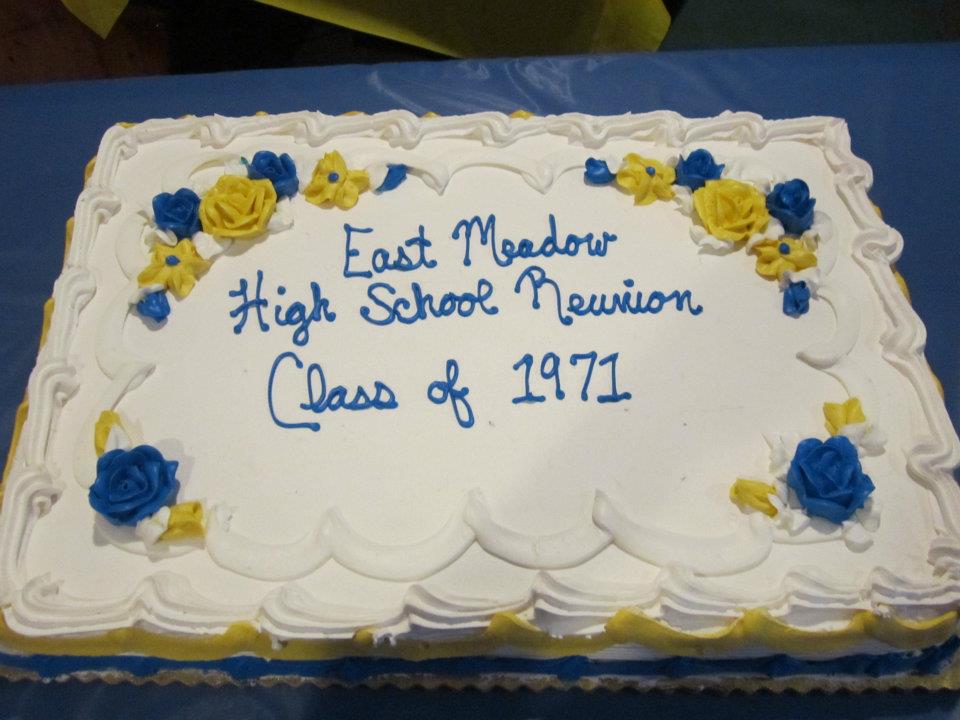 East Meadow
High School Reunion
Class of 1971